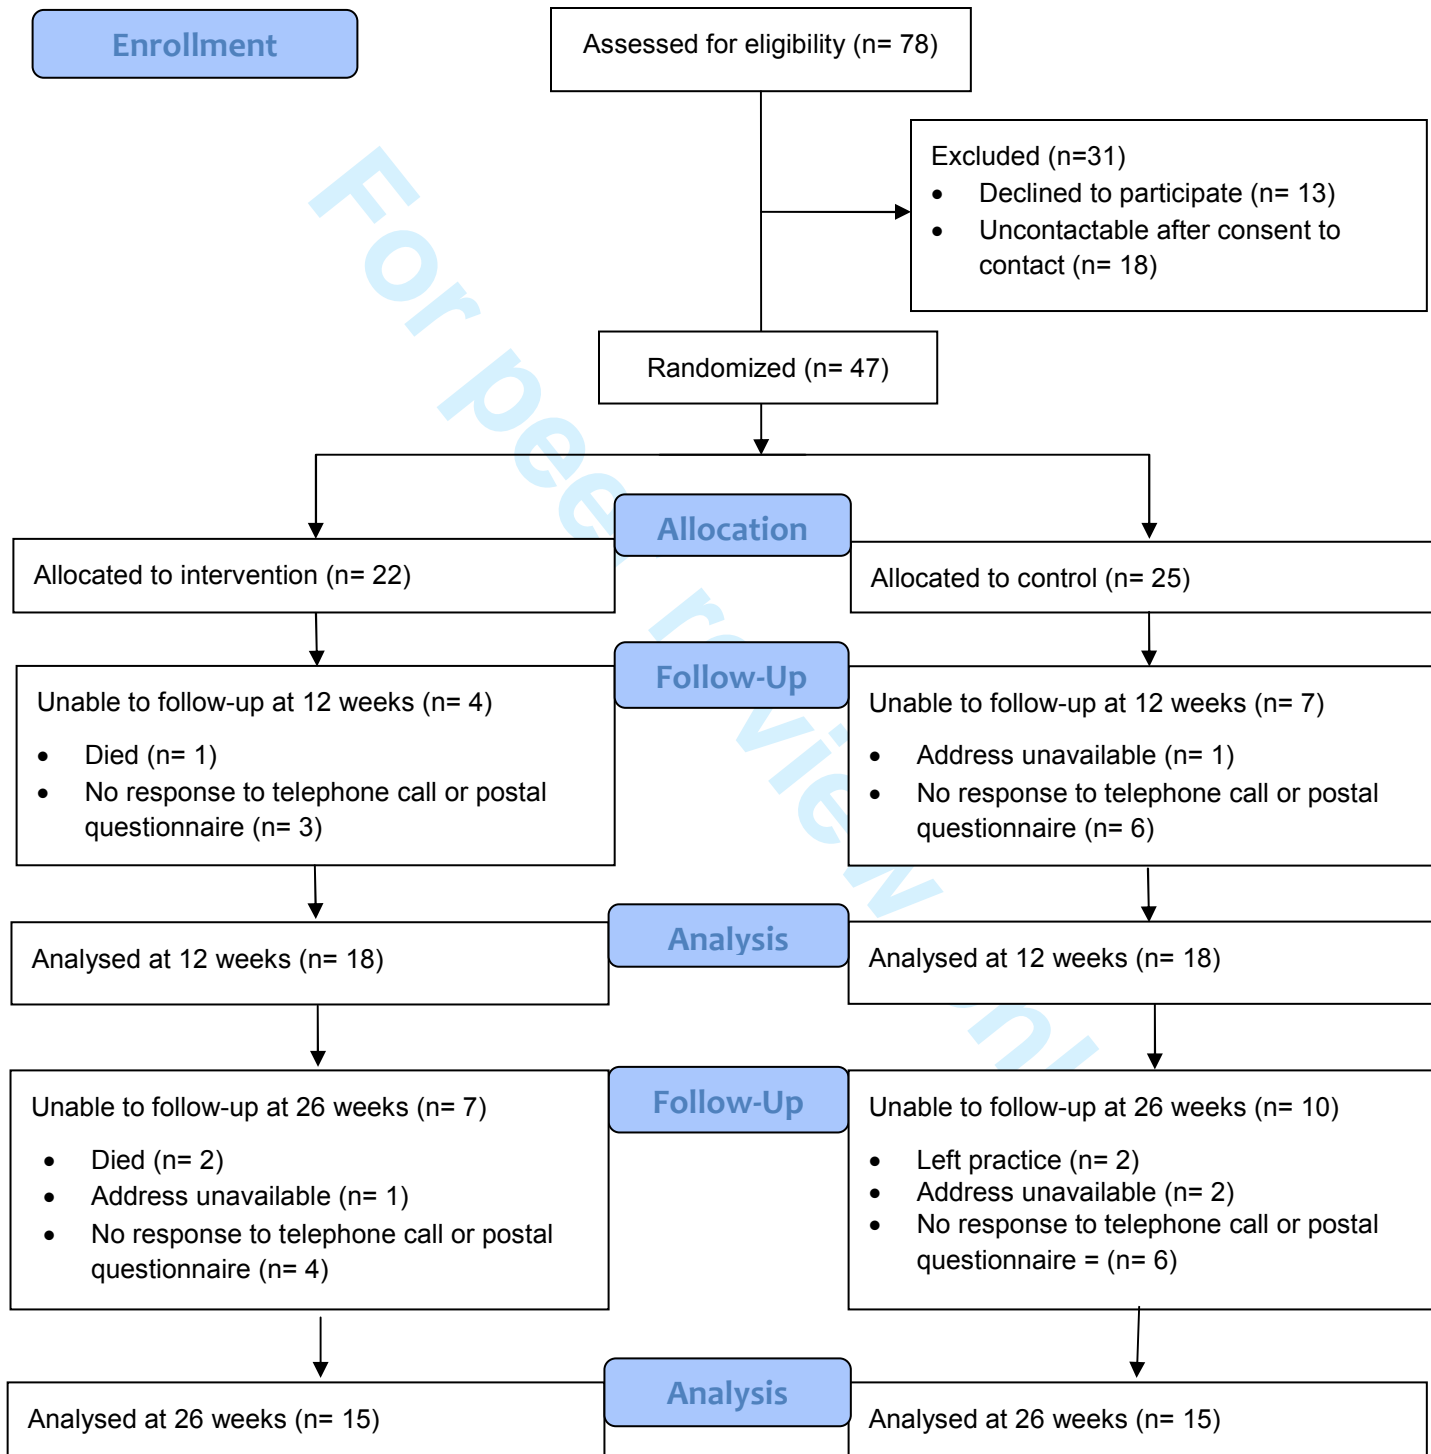 Enrollment
Assessed for eligibility (n= 78)
Excluded (n=31)
• Declined to participate (n= 13)
• Uncontactable after consent to
contact (n= 18)
Randomized (n= 47)
Allocation
Allocated to intervention (n= 22)
Allocated to control (n= 25)
Follow-Up
Unable to follow-up at 12 weeks (n= 4)
• Died (n= 1)
• No response to telephone call or postal
questionnaire (n= 3)
Unable to follow-up at 12 weeks (n= 7)
• Address unavailable (n= 1)
• No response to telephone call or postal
questionnaire (n= 6)
Analysis
Analysed at 12 weeks (n= 18)
Analysed at 12 weeks (n= 18)
Follow-Up
Unable to follow-up at 26 weeks (n= 7)
• Died (n= 2)
• Address unavailable (n= 1)
• No response to telephone call or postal
questionnaire (n= 4)
Unable to follow-up at 26 weeks (n= 10)
• Left practice (n= 2)
• Address unavailable (n= 2)
• No response to telephone call or postal
questionnaire = (n= 6)
Analysis
Analysed at 26 weeks (n= 15)
Analysed at 26 weeks (n= 15)
For peer review